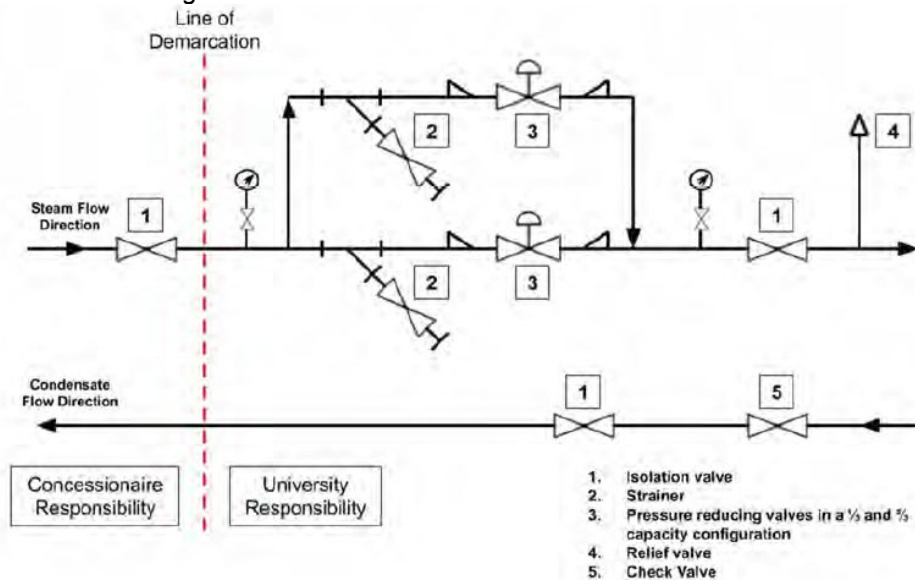 Line of
Demarcation
2
3
4
Steam Flow
Direction
1
1
2
3
Condensate
Flow Direction
1
5
Concessionaire
Responsibility
University
Responsibility
1. Isolation valve
2. Strainer
3. Pressure reducing valves in a ⅓ and ⅔
capacity configuration
4. Relief valve
5. Check Valve